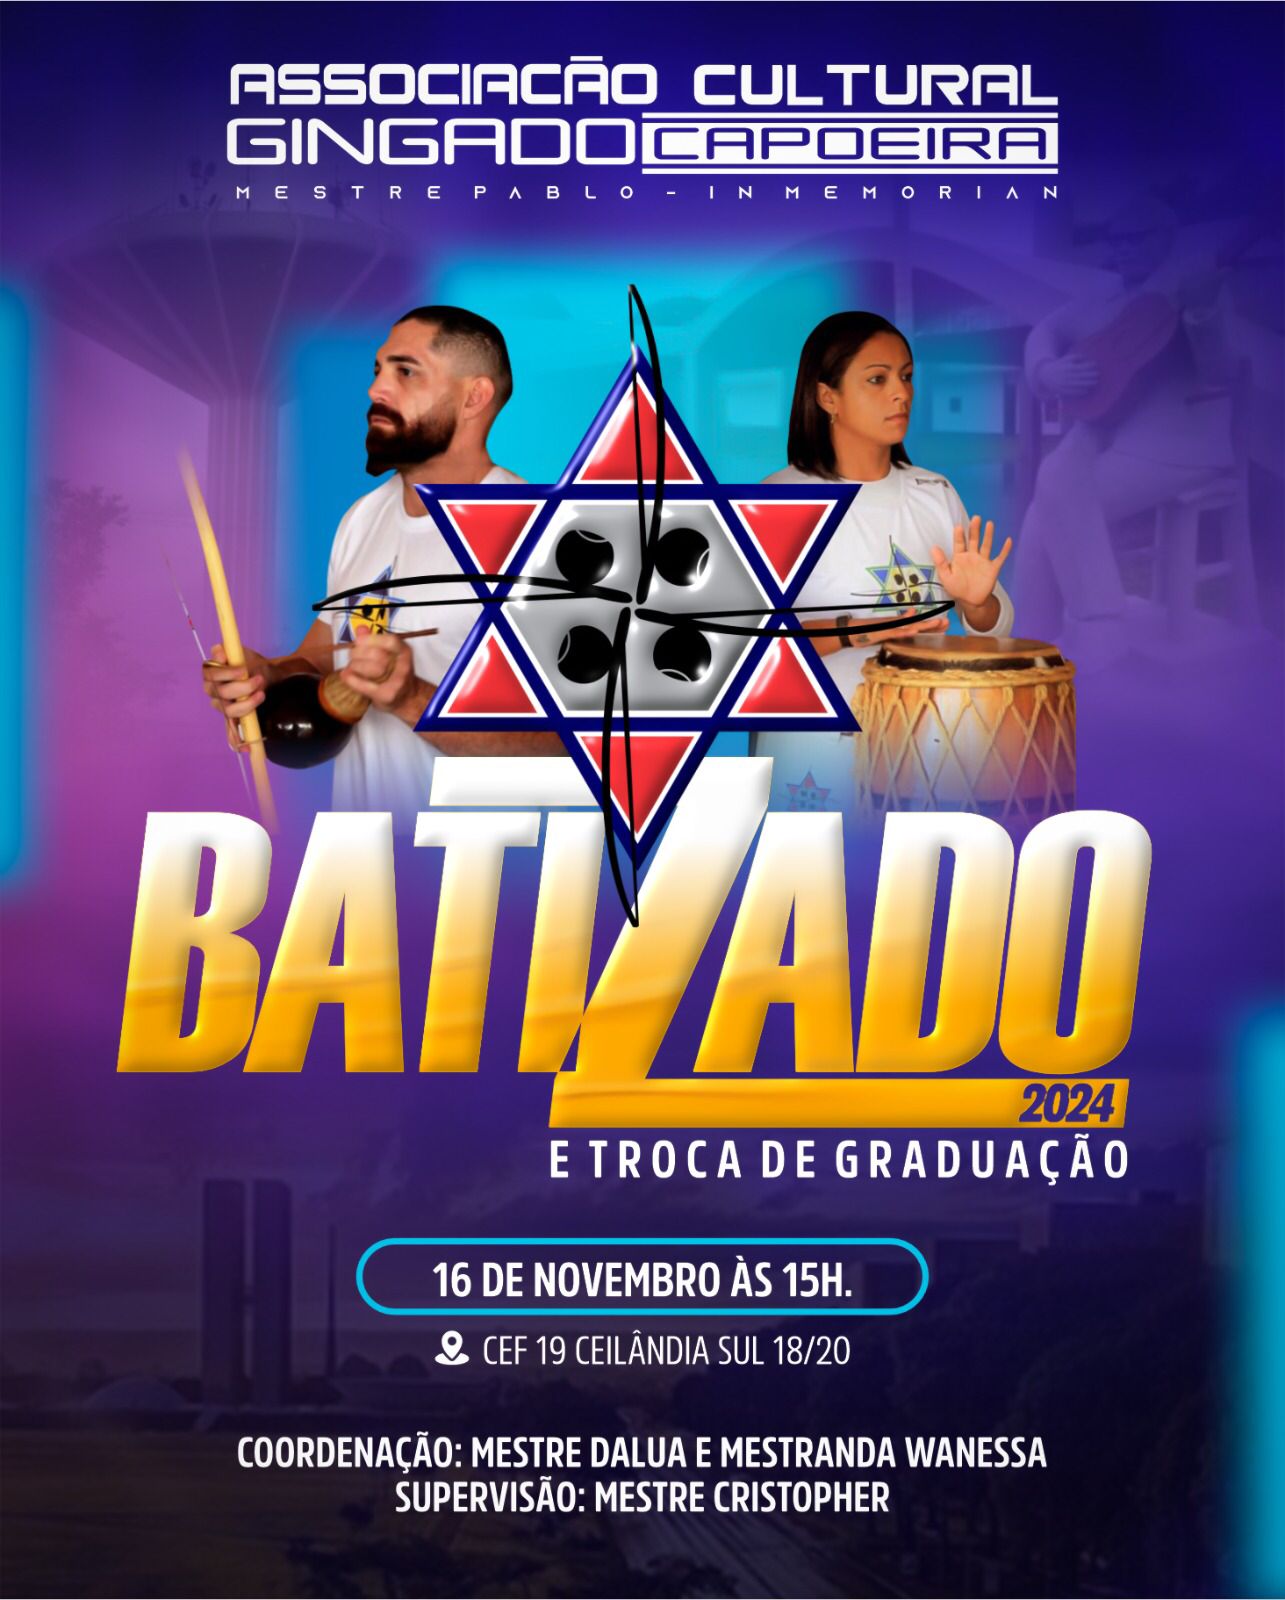 ASSOCIACÃO CULTURAL
GINGADO CAPOEIRA
MESTRE PABLO - IN MEMORIAN
BATIZADO
2024
E TROCA DE GRADUAÇÃO
16 DE NOVEMBRO ÀS 15H.
CEF 19 CEILÂNDIA SUL 18/20
COORDENAÇÃO: MESTRE DALUA E MESTRANDA WANESSA
SUPERVISÃO: MESTRE CRISTOPHER